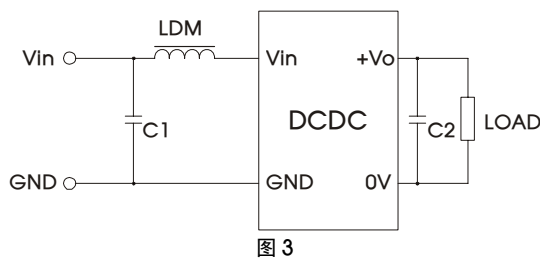 LDM
Vin
Vin
+Vo
C1
DCDC
C2
LOAD
GND
GND
0V
图 3